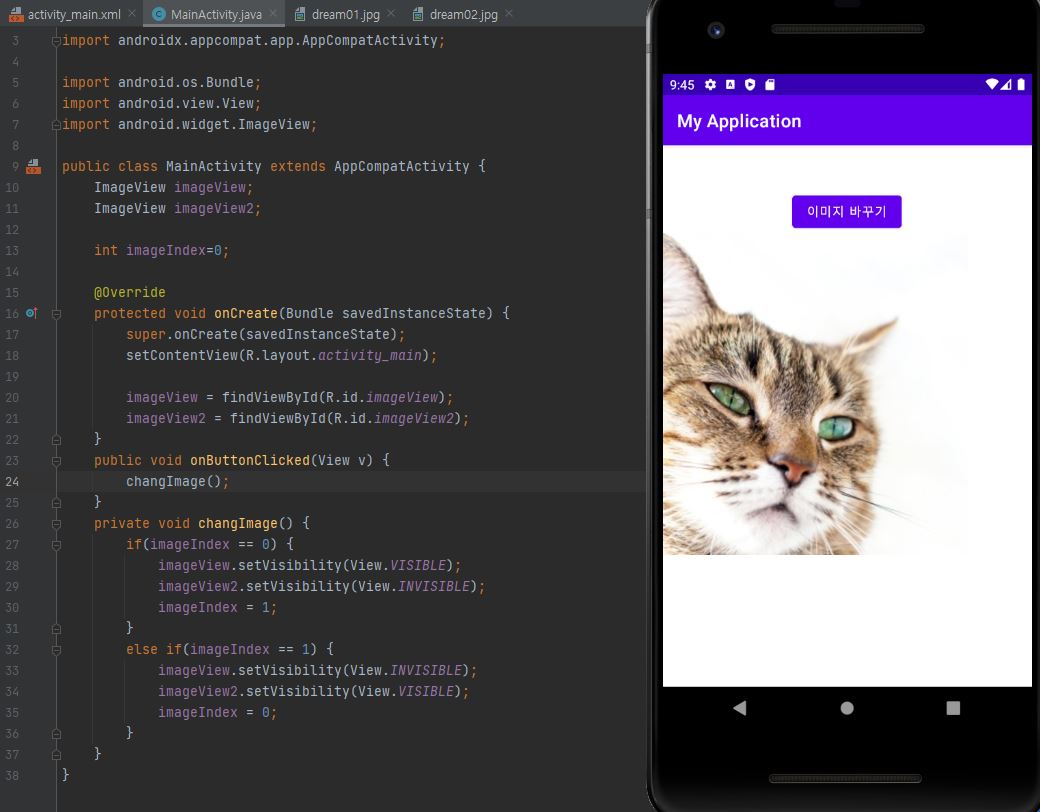 activity_main.xml MainActivity.java dream01.jpg dream02.jpg
3 import androidx.appcompat.app.AppCompatActivity;
4
5 import android.os.Bundle;
6 import android.view.View;
7 import android.widget.ImageView;
8
9 public class MainActivity extends AppCompatActivity {
10 ImageView imageView;
11 ImageView imageView2;
12
13 int imageIndex=0;
14
15 @Override
16 protected void onCreate(Bundle savedInstanceState) {
17 super.onCreate(savedInstanceState);
18 setContentView(R.layout.activity_main);
19
20 imageView = findViewById(R.id.imageView);
21 imageView2 = findViewById(R.id.imageView2);
22 }
23 public void onButtonClicked(View v) {
24 changImage();
25 }
26 private void changImage() {
27 if(imageIndex == 0) {
28 imageView.setVisibility(View.VISIBLE);
29 imageView2.setVisibility(View.INVISIBLE);
30 imageIndex = 1;
31 }
32 else if(imageIndex == 1) {
33 imageView.setVisibility(View.INVISIBLE);
34 imageView2.setVisibility(View.VISIBLE);
35 imageIndex = 0;
36 }
37 }
38 }
9:45
My Application
이미지 바꾸기